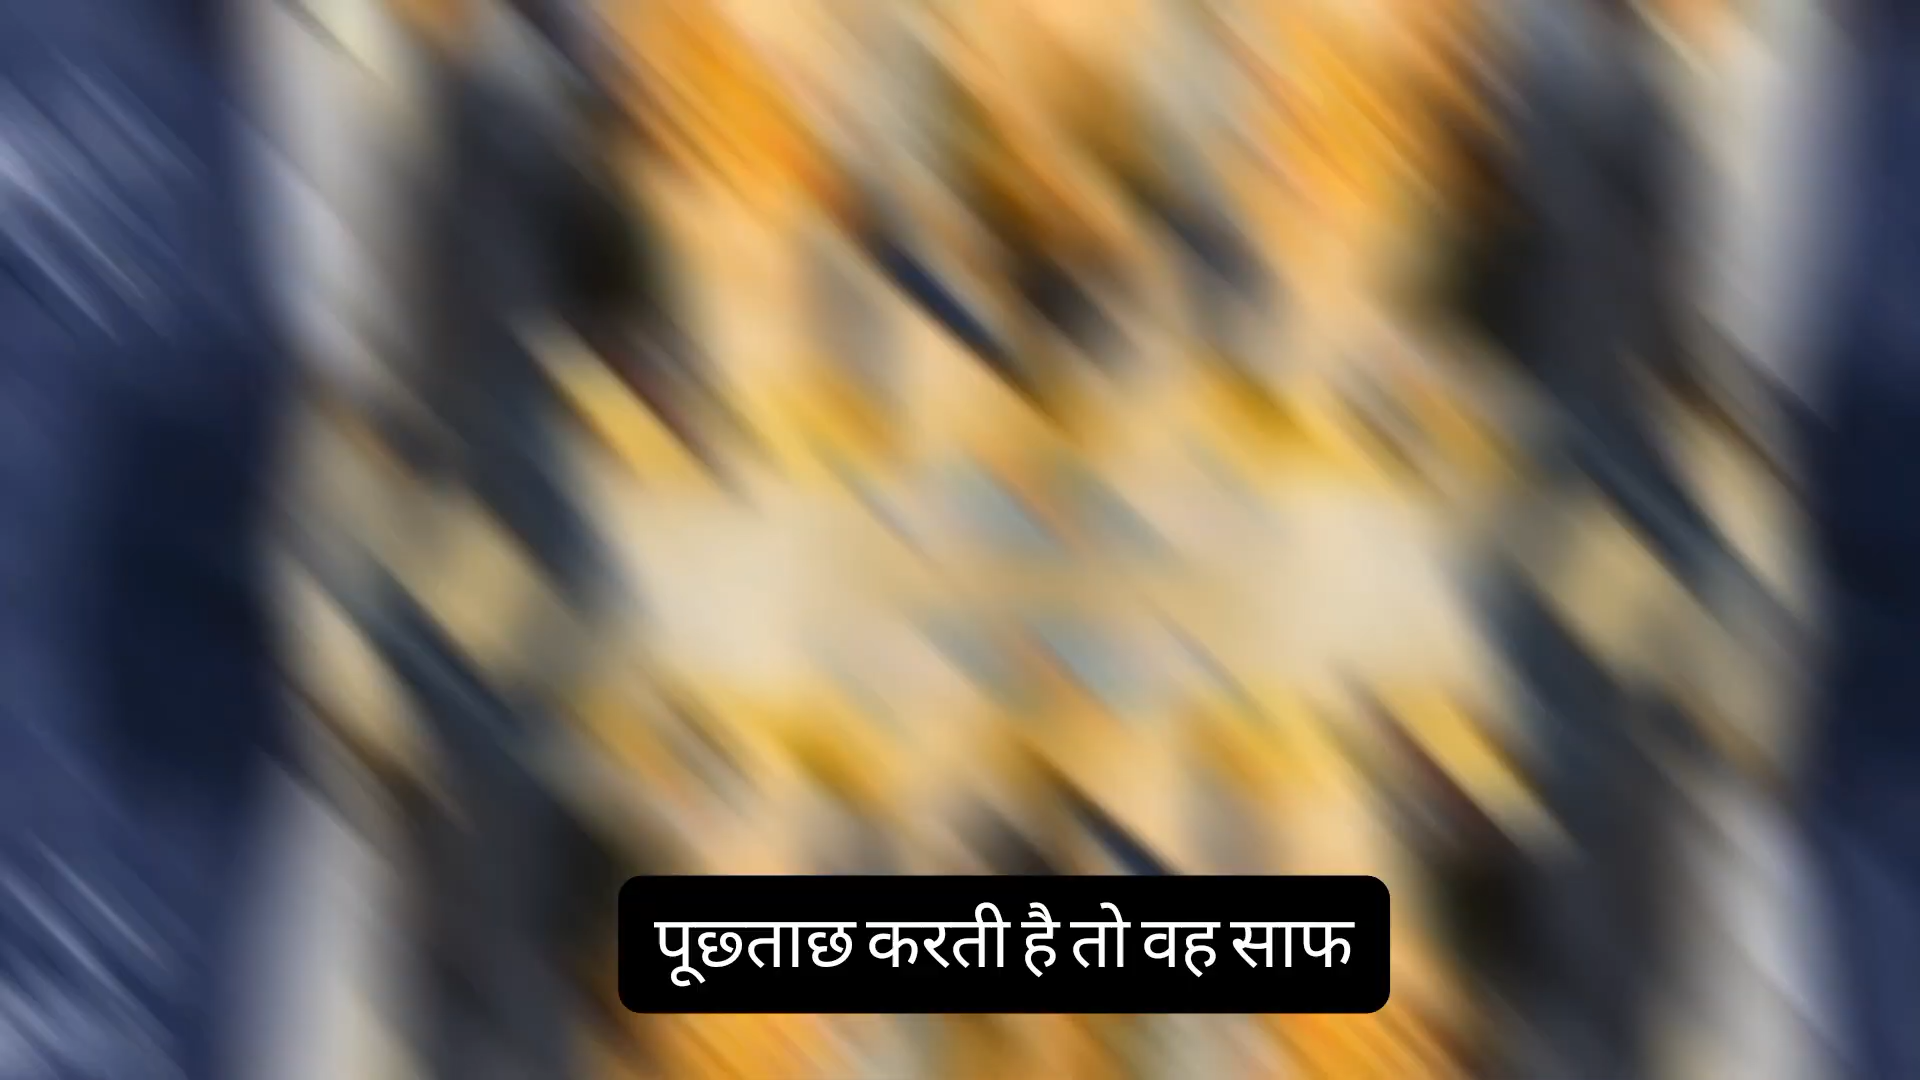 पूछताछ करती है तो वह साफ